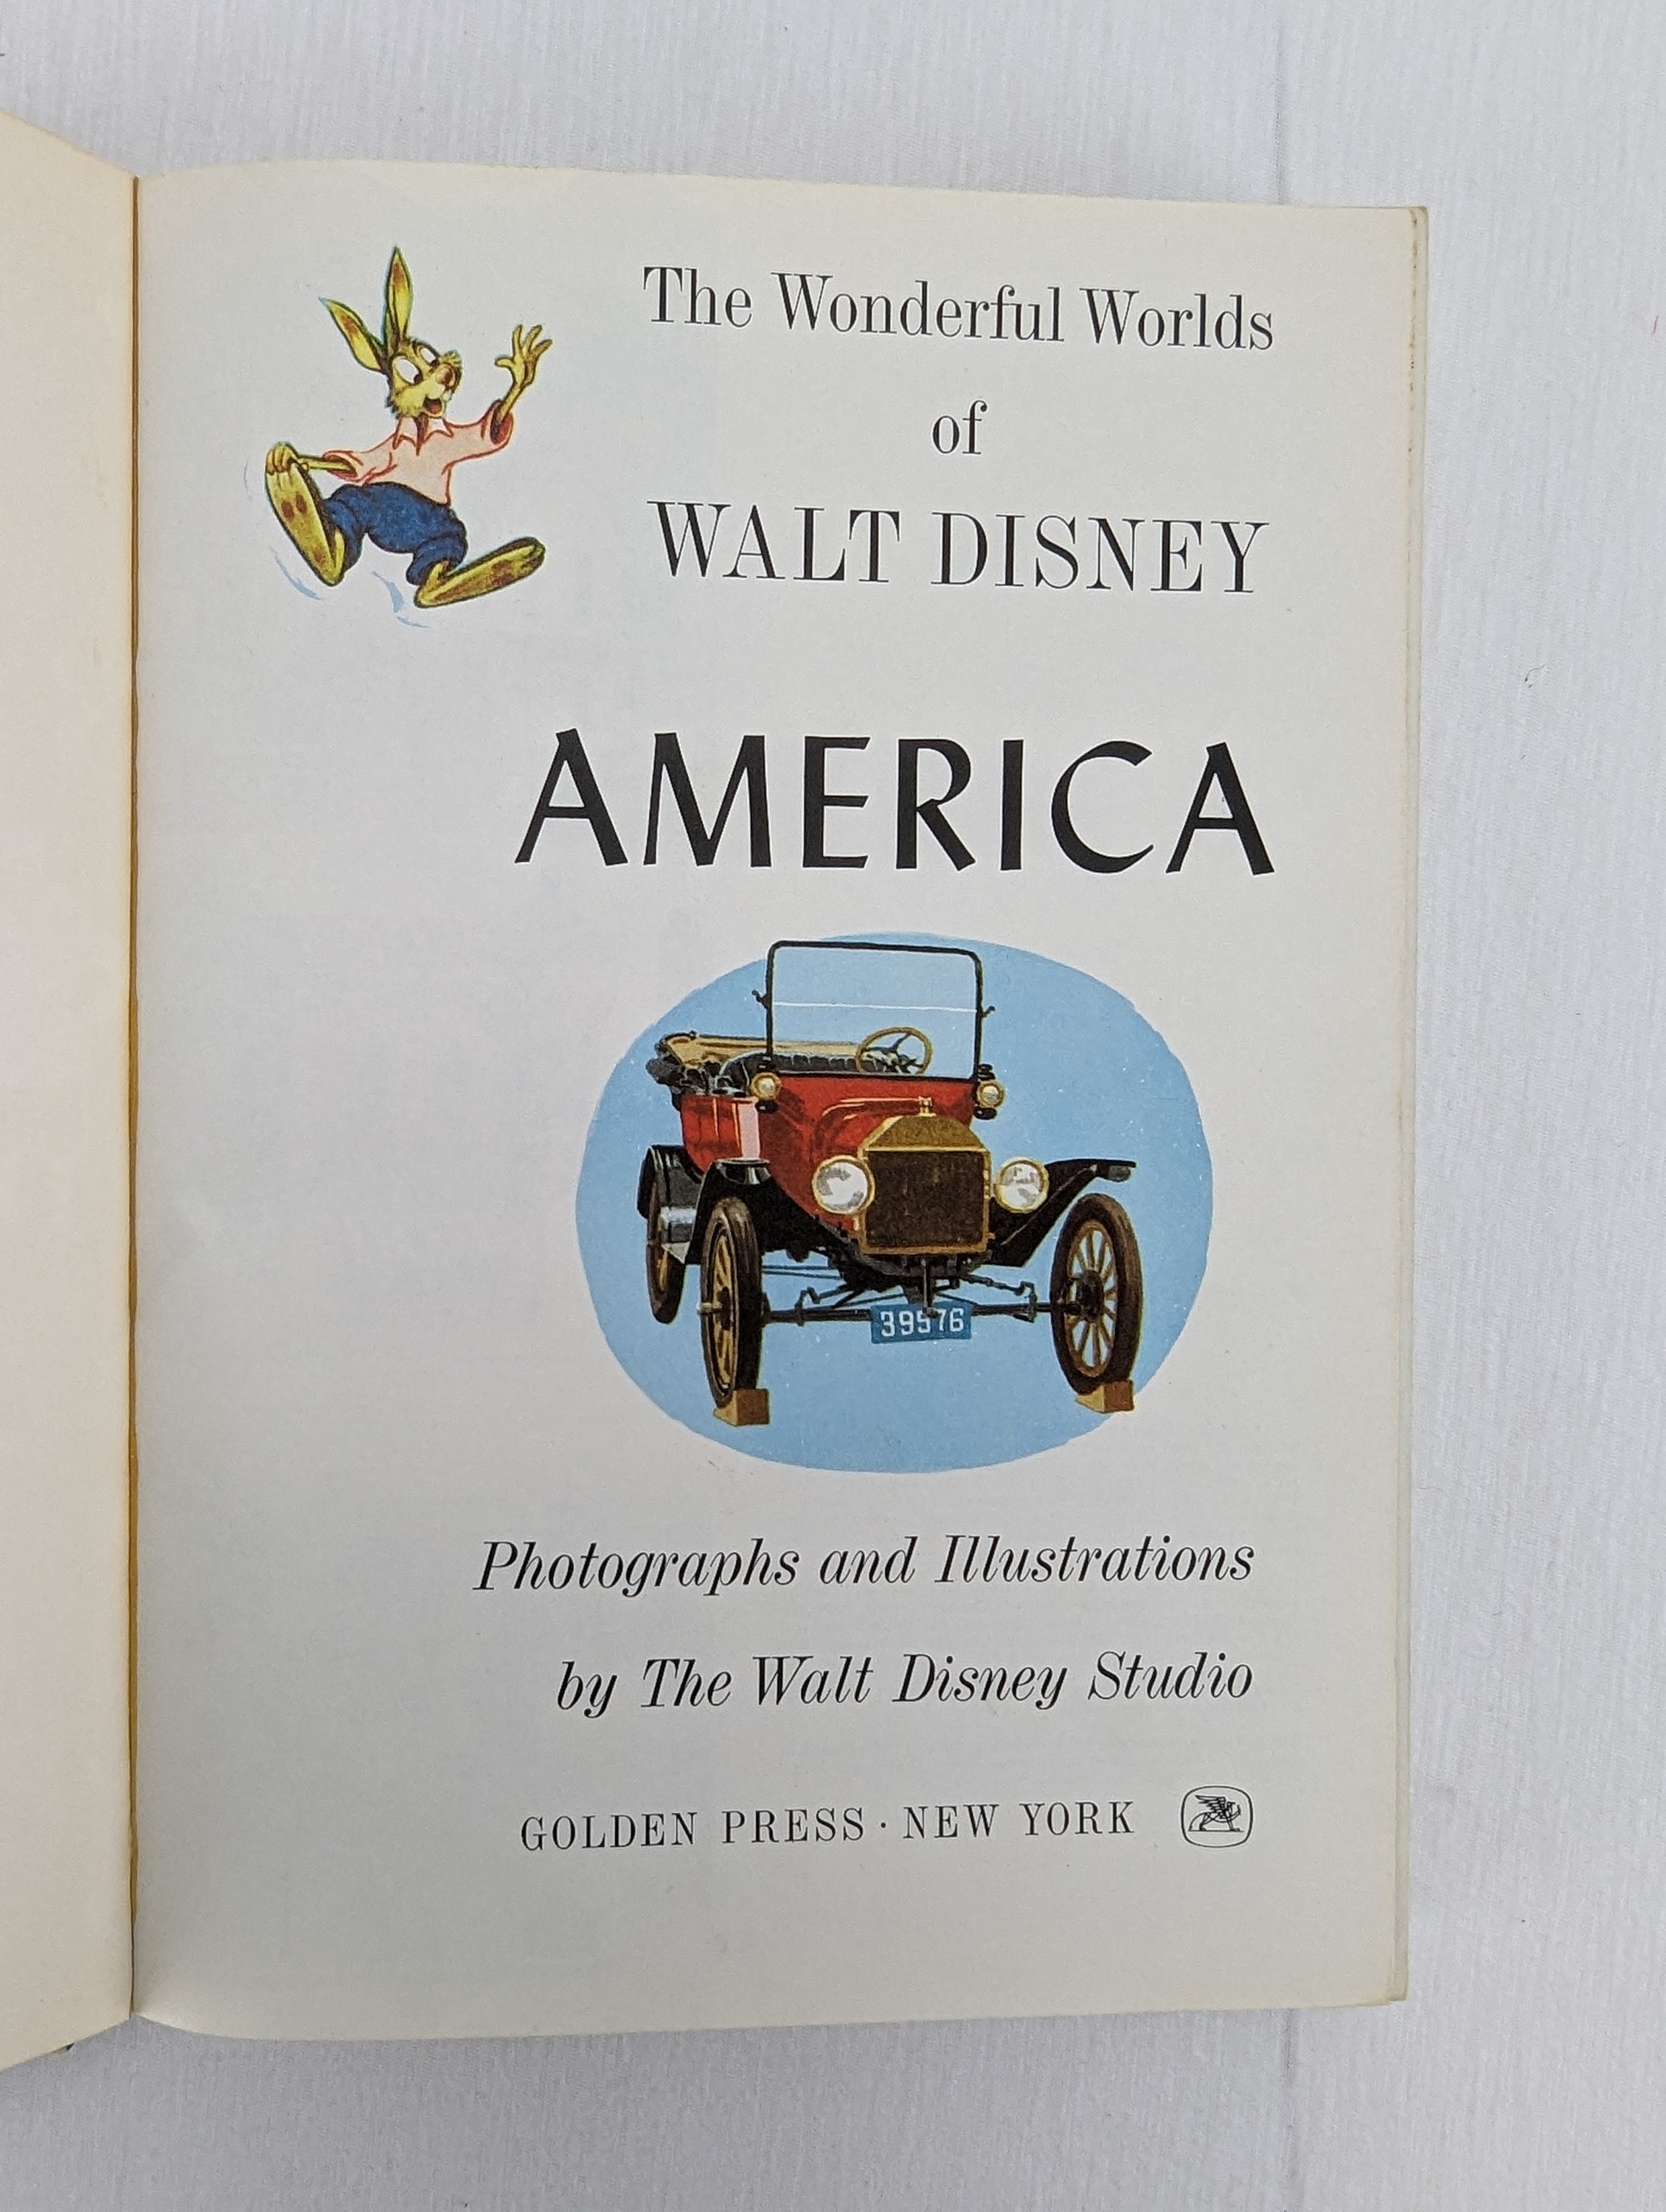 The Wonderful Worlds
of
WALT DISNEY
AMERICA
39576
Photographs and Illustrations
by The Walt Disney Studio
GOLDEN PRESS · NEW YORK